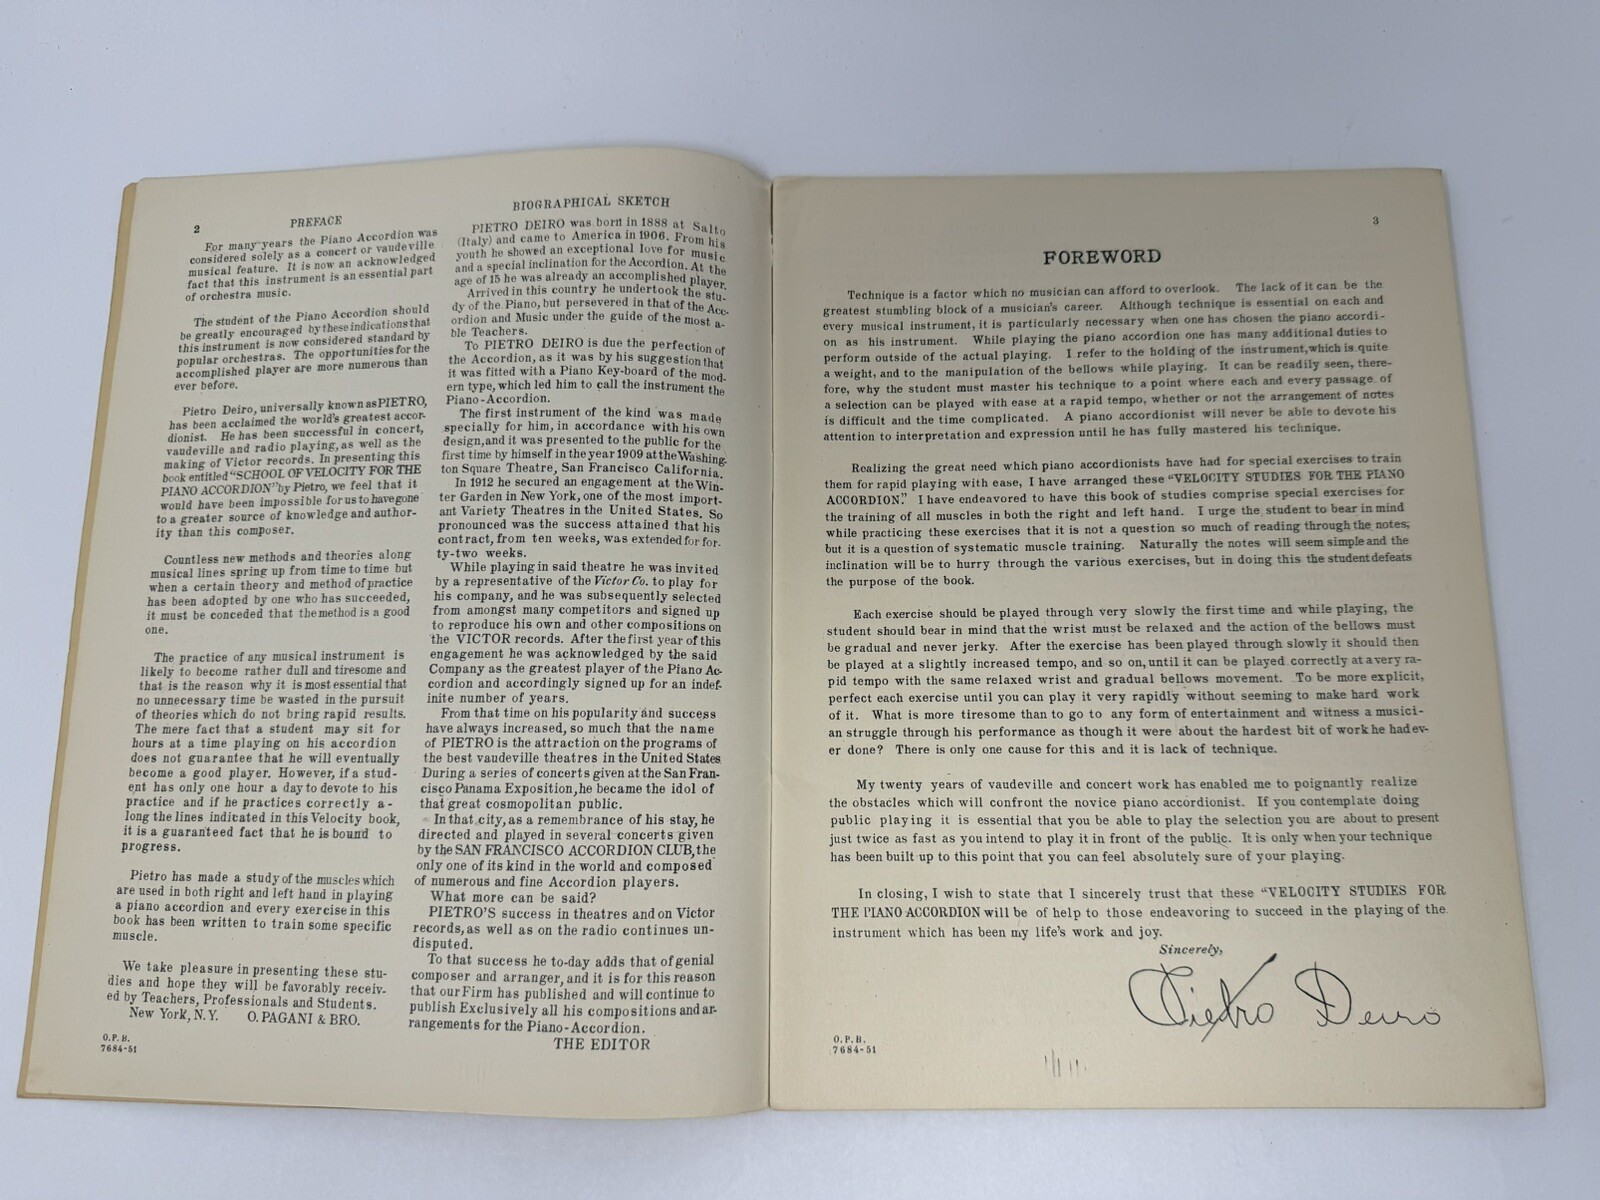 2
PREFACE
For many years the Piano Accordion was
considered solely as a concert or vaudeville
musical feature. It is now an acknowledged
fact that this instrument is an essential part
of orchestra music.
The student of the Piano Accordion should
be greatly encouraged by these indications that
this instrument is now considered standard by
popular orchestras. The opportunities for the
accomplished player are more numerous than
ever before.
Pietro Deiro, universally known as PIETRO,
has been acclaimed the world's greatest accor-
dionist. He has been successful in concert,
vaudeville and radio playing, as well as the
making of Victor records. In presenting this
book entitled "SCHOOL OF VELOCITY FOR THE
PIANO ACCORDION" by Pietro, we feel that it
would have been impossible for us to have gone
to a greater source of knowledge and author-
ity than this composer.
Countless new methods and theories along
musical lines spring up from time to time but
when a certain theory and method of practice
has been adopted by one who has succeeded,
it must be conceded that the method is a good
one.
The practice of any musical instrument is
likely to become rather dull and tiresome and
that is the reason why it is most essential that
no unnecessary time be wasted in the pursuit
of theories which do not bring rapid results.
The mere fact that a student may sit for
hours at a time playing on his accordion
does not guarantee that he will eventually
become a good player. However, if a stud-
ent has only one hour a day to devote to his
practice and if he practices correctly a-
long the lines indicated in this Velocity book,
it is a guaranteed fact that he is bound to
progress.
Pietro has made a study of the muscles which
are used in both right and left hand in playing
a piano accordion and every exercise in this
book has been written to train some specific
muscle.
We take pleasure in presenting these stu-
dies and hope they will be favorably receiv-
ed by Teachers, Professionals and Students.
New York, N.Y. O. PAGANI & BRO.
O. P. B.
7684-51
BIOGRAPHICAL SKETCH
PIETRO DEIRO was born in 1888 at Salto
(Italy) and came to America in 1906. From his
youth he showed an exceptional love for music
and a special inclination for the Accordion. At the
age of 15 he was already an accomplished player.
Arrived in this country he undertook the stu-
dy of the Piano, but persevered in that of the Acc-
ordion and Music under the guide of the most a-
ble Teachers.
To PIETRO DEIRO is due the perfection of
the Accordion, as it was by his suggestion that
it was fitted with a Piano Key-board of the mod-
ern type, which led him to call the instrument the
Piano-Accordion.
The first instrument of the kind was made
specially for him, in accordance with his own
design, and it was presented to the public for the
first time by himself in the year 1909 at the Washing-
ton Square Theatre, San Francisco California.
In 1912 he secured an engagement at the Win-
ter Garden in New York, one of the most import-
ant Variety Theatres in the United States. So
pronounced was the success attained that his
contract, from ten weeks, was extended for for-
ty-two weeks.
While playing in said theatre he was invited
by a representative of the Victor Co. to play for
his company, and he was subsequently selected
from amongst many competitors and signed up
to reproduce his own and other compositions on
the VICTOR records. After the first year of this
engagement he was acknowledged by the said
Company as the greatest player of the Piano Ac-
cordion and accordingly signed up for an indef-
inite number of years.
From that time on his popularity and success
have always increased, so much that the name
of PIETRO is the attraction on the programs of
the best vaudeville theatres in the United States
During a series of concerts given at the San Fran-
cisco Panama Exposition, he became the idol of
that great cosmopolitan public.
In that city, as a remembrance of his stay, he
directed and played in several concerts given
by the SAN FRANCISCO ACCORDION CLUB, the
only one of its kind in the world and composed
of numerous and fine Accordion players.
What more can be said?
PIETRO'S success in theatres and on Victor
records, as well as on the radio continues un-
disputed.
To that success he to-day adds that of genial
composer and arranger, and it is for this reason
that our Firm has published and will continue to
publish Exclusively all his compositions and ar-
rangements for the Piano-Accordion.
THE EDITOR
3
FOREWORD
Technique is a factor which no musician can afford to overlook. The lack of it can be the
greatest stumbling block of a musician's career. Although technique is essential on each and
every musical instrument, it is particularly necessary when one has chosen the piano accordi-
on as his instrument. While playing the piano accordion one has many additional duties to
perform outside of the actual playing. I refer to the holding of the instrument, which is quite
a weight, and to the manipulation of the bellows while playing. It can be readily seen, there-
fore, why the student must master his technique to a point where each and every passage of
a selection can be played with ease at a rapid tempo, whether or not the arrangement of notes
is difficult and the time complicated. A piano accordionist will never be able to devote his
attention to interpretation and expression until he has fully mastered his technique.
Realizing the great need which piano accordionists have had for special exercises to train
them for rapid playing with ease, I have arranged these "VELOCITY STUDIES FOR THE PIANO
ACCORDION." I have endeavored to have this book of studies comprise special exercises for
the training of all muscles in both the right and left hand. I urge the student to bear in mind
while practicing these exercises that it is not a question so much of reading through the notes;
but it is a question of systematic muscle training. Naturally the notes will seem simple and the
inclination will be to hurry through the various exercises, but in doing this the student defeats
the purpose of the book.
Each exercise should be played through very slowly the first time and while playing, the
student should bear in mind that the wrist must be relaxed and the action of the bellows must
be gradual and never jerky. After the exercise has been played through slowly it should then
be played at a slightly increased tempo, and so on, until it can be played correctly at a very ra-
pid tempo with the same relaxed wrist and gradual bellows movement. To be more explicit,
perfect each exercise until you can play it very rapidly without seeming to make hard work
of it. What is more tiresome than to go to any form of entertainment and witness a musici-
an struggle through his performance as though it were about the hardest bit of work he had ev-
er done? There is only one cause for this and it is lack of technique.
My twenty years of vaudeville and concert work has enabled me to poignantly realize
the obstacles which will confront the novice piano accordionist. If you contemplate doing
public playing it is essential that you be able to play the selection you are about to present
just twice as fast as you intend to play it in front of the public. It is only when your technique
has been built up to this point that you can feel absolutely sure of your playing.
In closing, I wish to state that I sincerely trust that these "VELOCITY STUDIES FOR
THE PIANO ACCORDION will be of help to those endeavoring to succeed in the playing of the
instrument which has been my life's work and joy.
Sincerely,
Pietro Deiro
O. P. B.
7684-51